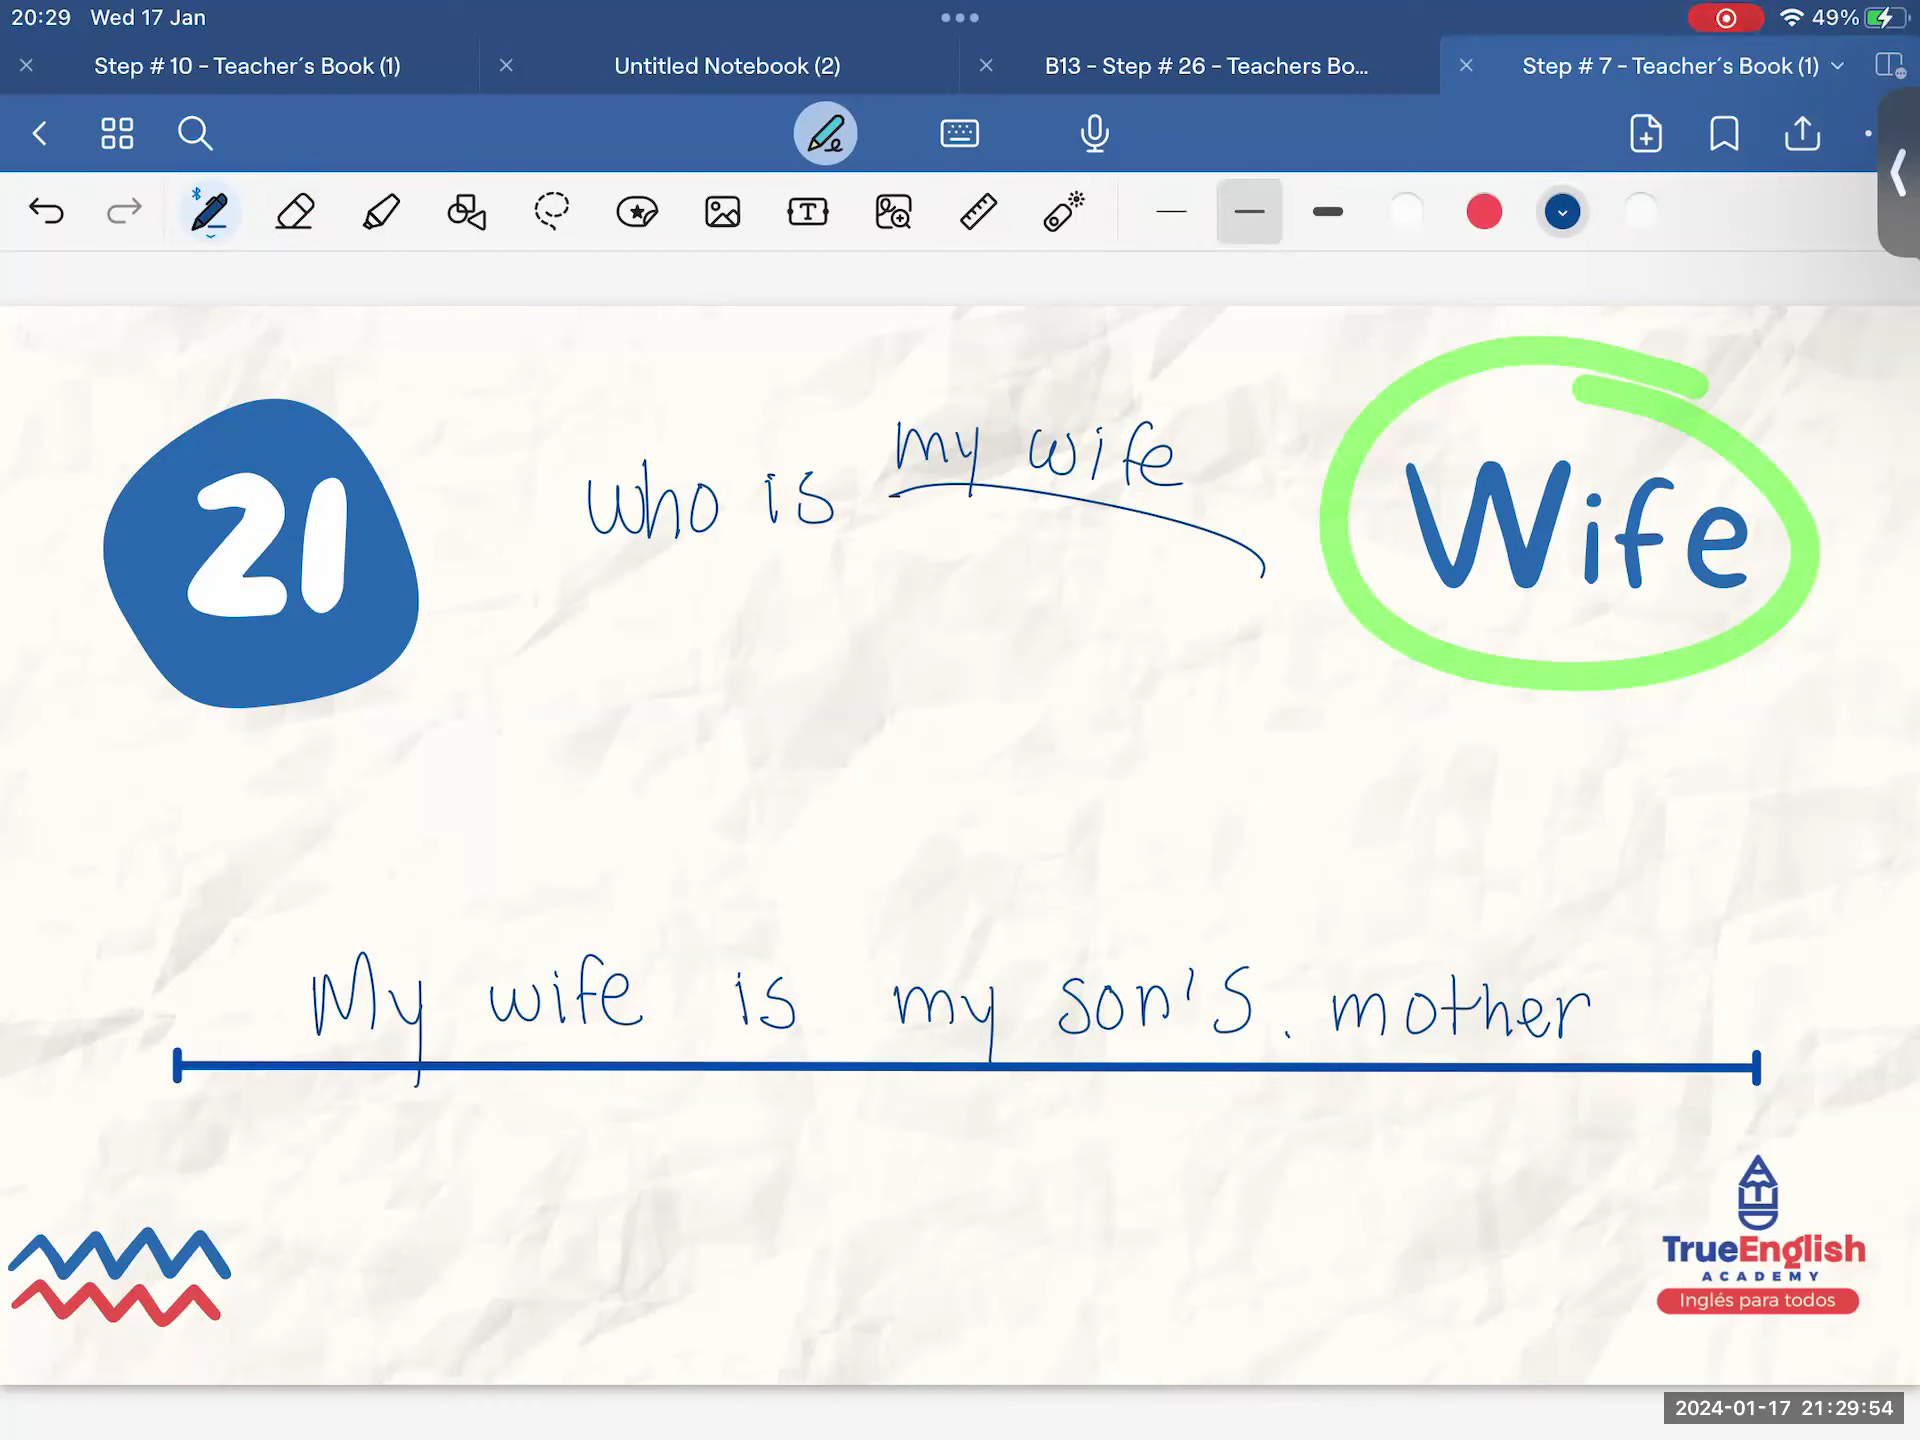 20:29 Wed 17 Jan
49%
Step # 10 - Teacher´s Book (1)
Untitled Notebook (2)
B13 - Step # 26 - Teachers Bo...
Step # 7 - Teacher´s Book (1)
21
who is my wife
Wife
My wife is my son's. mother
TrueEnglish
ACADEMY
Inglés para todos
2024-01-17 21:29:54